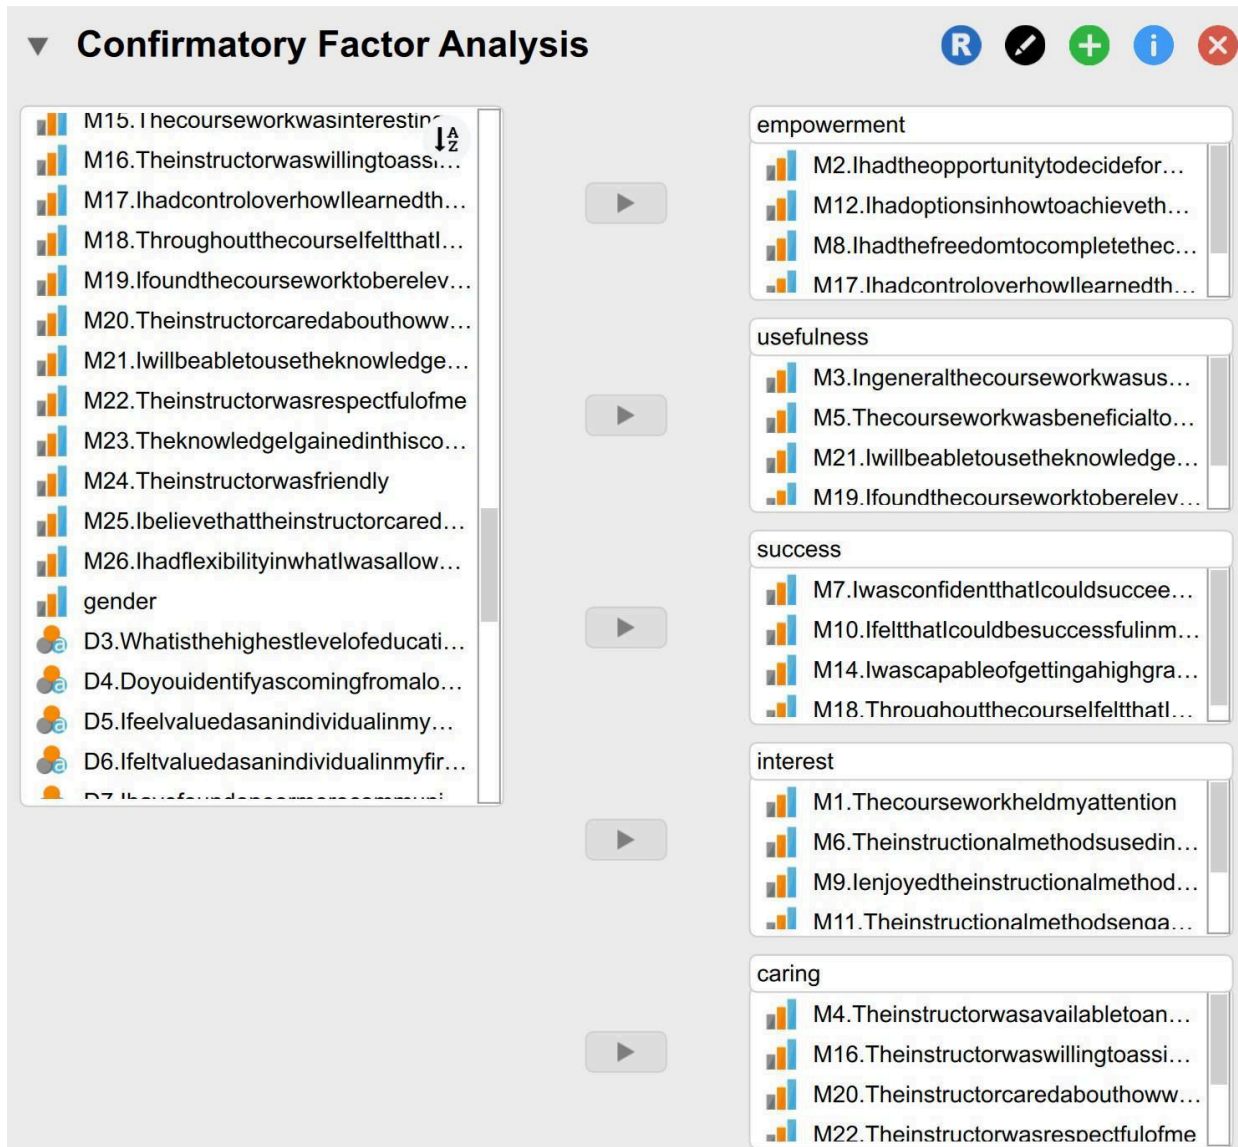 Confirmatory Factor Analysis
R + i
M15.Thecourseworkwasinteresting
A
Z
M16.Theinstructorwaswillingtoassi...
M17.IhadcontroloverhowIlearnedth...
M18.ThroughoutthecourseIfeltthatI...
M19.Ifoundthecourseworktoberelev...
M20.Theinstructorcaredabouthoww...
M21.Iwillbeabletousetheknowledge...
M22.Theinstructorwasrespectfulofme
M23.TheknowledgeIgainedinthisco...
M24.Theinstructorwasfriendly
M25.Ibelievethattheinstructorcared...
M26.IhadflexibilityinwhatIwasallow...
gender
a D3.Whatisthehighestlevelofeducati...
a D4.Doyouidentifyascomingfromalo...
a D5.Ifeelvaluedasanindividualinmy...
a D6.Ifeltvaluedasanindividualinmyfir...
D7.Ihavefoundoneormorecommuni...
empowerment
M2.Ihadtheopportunitytodecidefor...
M12.Ihadoptionsinhowtoachieveth...
M8.Ihadthefreedomtocompletethec...
M17.IhadcontroloverhowIlearnedth...
usefulness
M3.Ingeneralthecourseworkwasus...
M5.Thecourseworkwasbeneficialto...
M21.Iwillbeabletousetheknowledge...
M19.Ifoundthecourseworktoberelev...
success
M7.IwasconfidentthatIcouldsuccee...
M10.IfeltthatIcouldbesuccessfulinm...
M14.Iwascapableofgettingahighgra...
M18.ThroughoutthecourseIfeltthatI...
interest
M1.Thecourseworkheldmyattention
M6.Theinstructionalmethodsusedin...
M9.Ienjoyedtheinstructionalmethod...
M11.Theinstructionalmethodsenga...
caring
M4.Theinstructorwasavailabletoan...
M16.Theinstructorwaswillingtoassi...
M20.Theinstructorcaredabouthoww...
M22.Theinstructorwasrespectfulofme